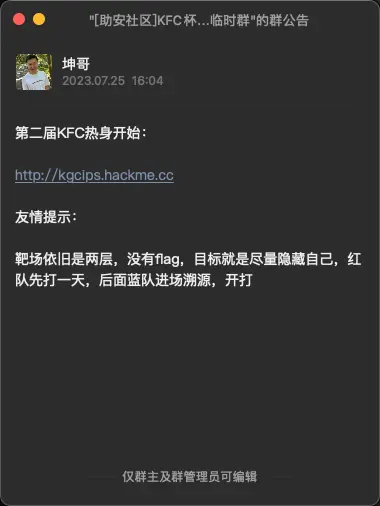 "[助安社区]KFC杯...临时群"的群公告
坤哥
2023.07.25 16:04
第二届KFC热身开始：
http://kgcips.hackme.cc
友情提示：
靶场依旧是两层，没有flag，目标就是尽量隐藏自己，红
队先打一天，后面蓝队进场溯源，开打
仅群主及群管理员可编辑